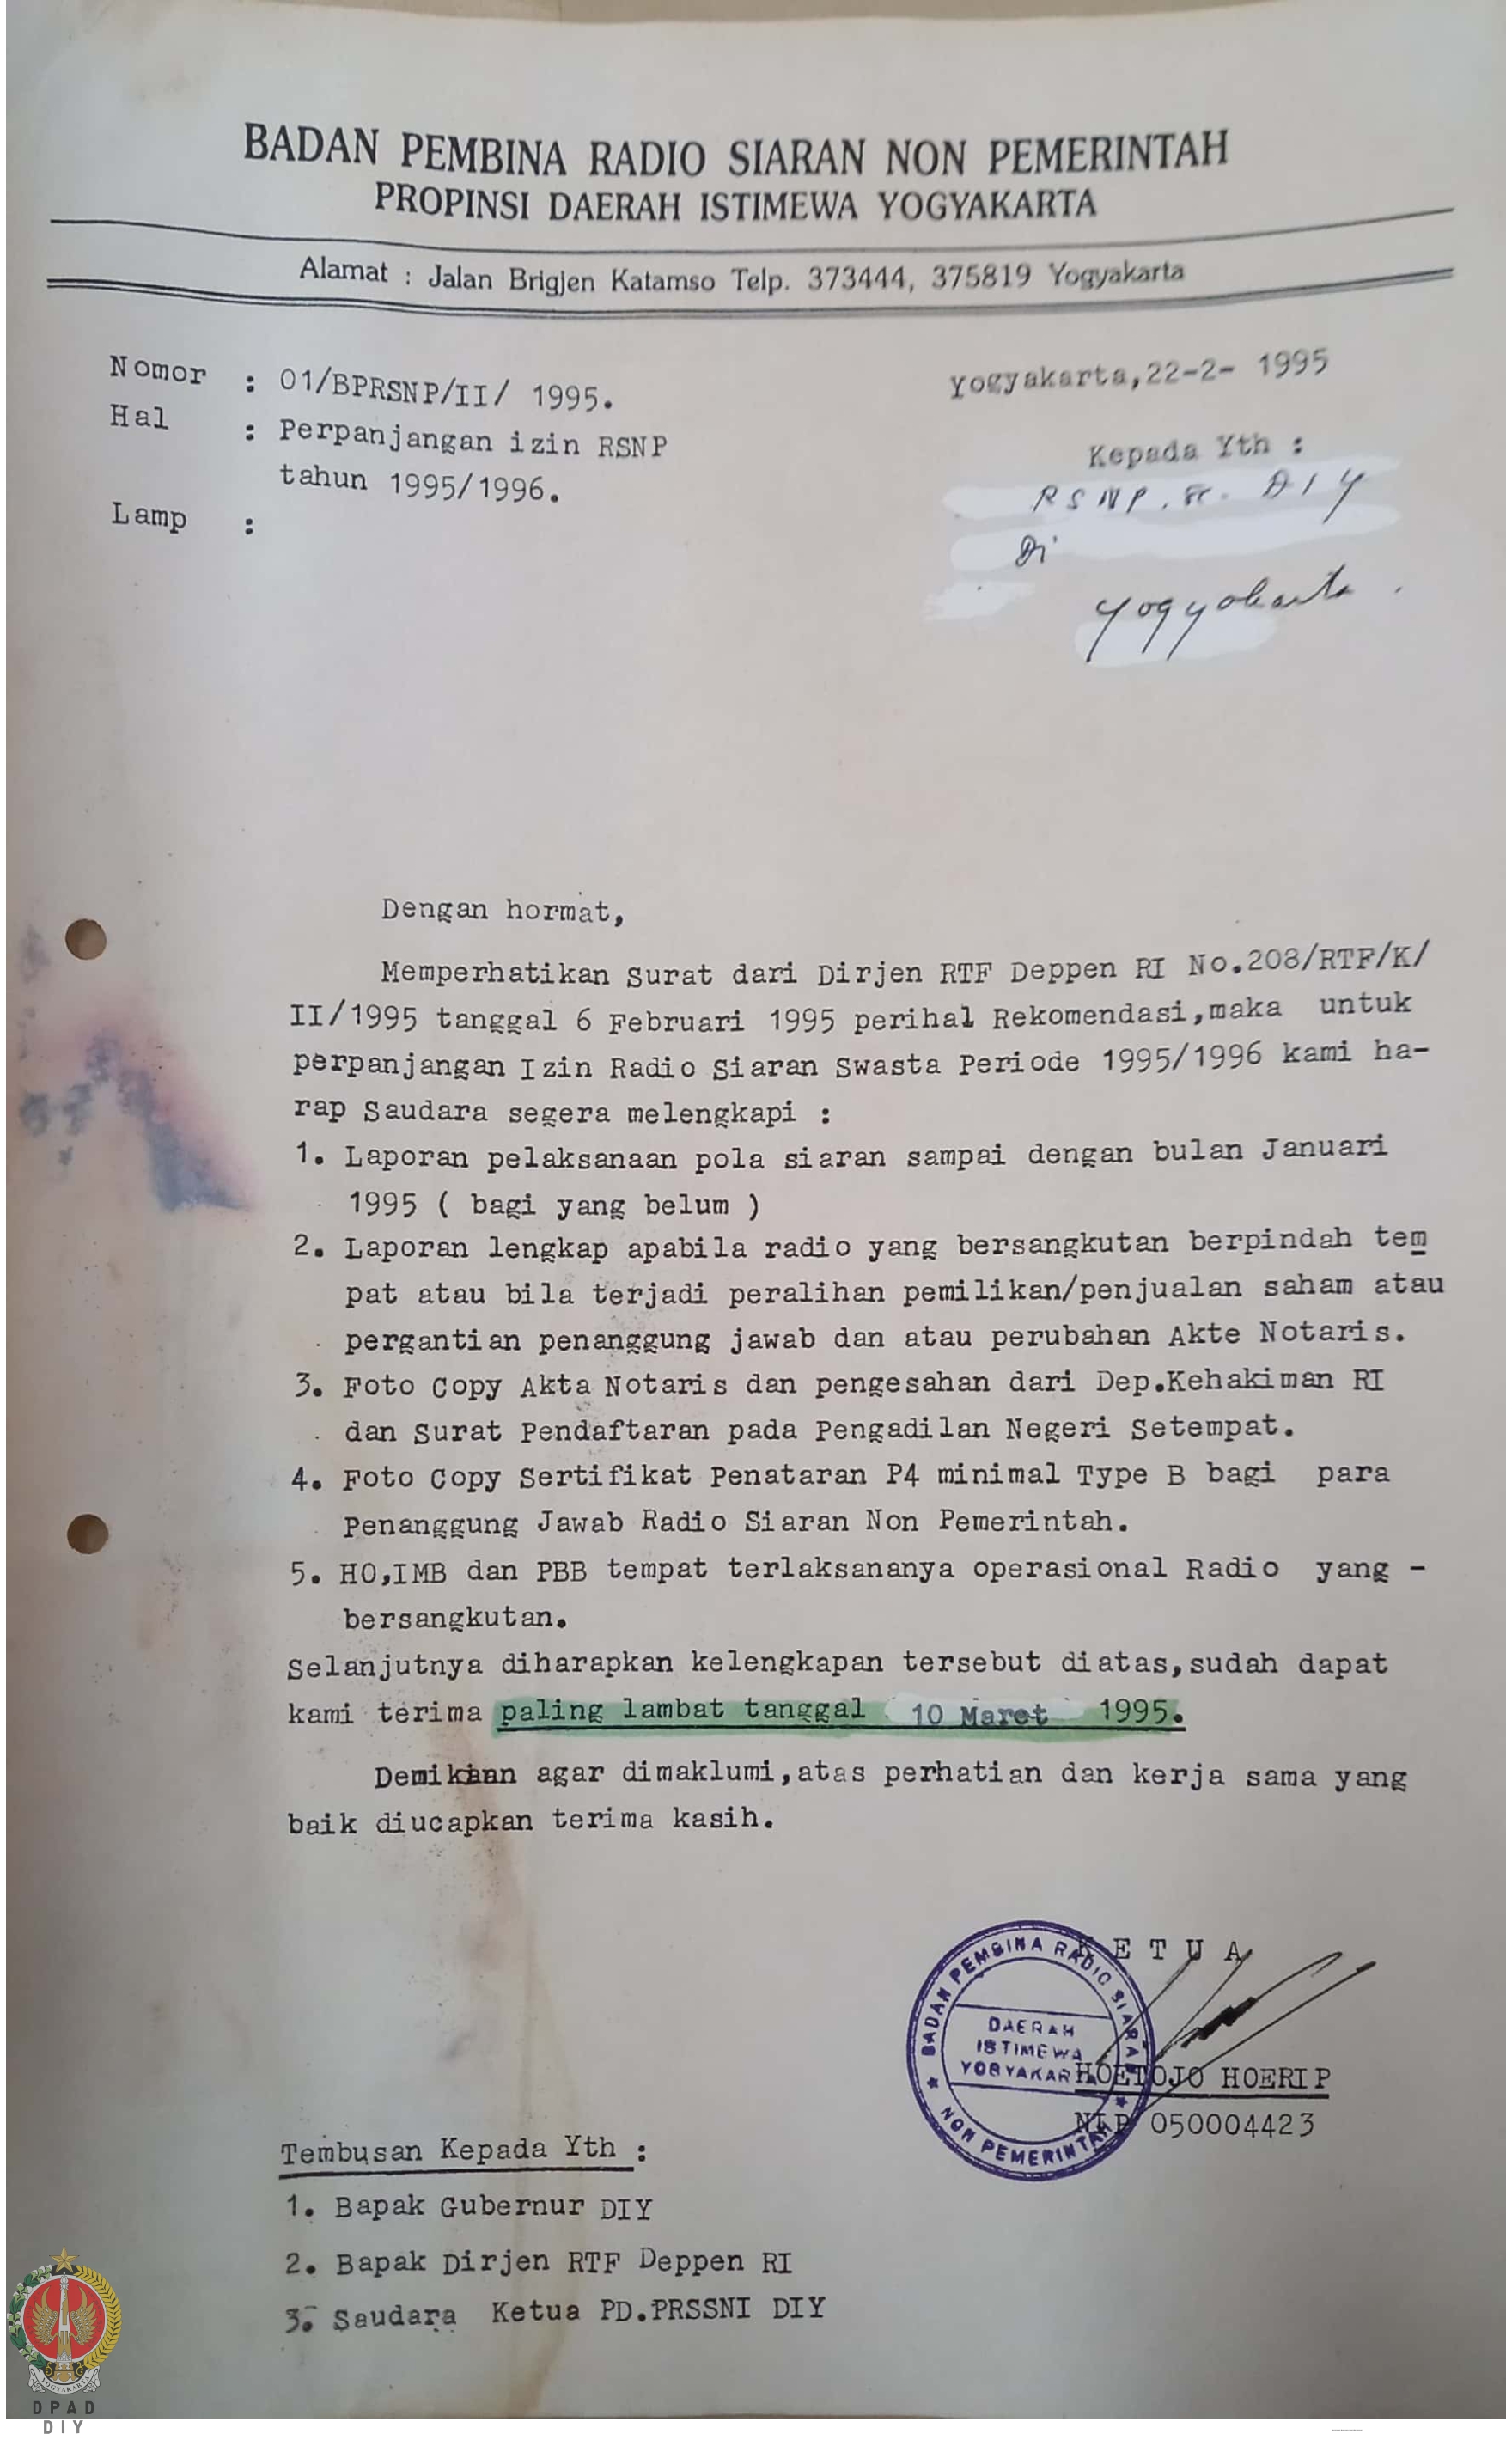 BADAN PEMBINA RADIO SIARAN NON PEMERINTAH
PROPINSI DAERAH ISTIMEWA YOGYAKARTA
Alamat : Jalan Brigjen Katamso Telp. 373444, 375819 Yogyakarta
Nomor : 01/BPRSNP/II/ 1995.
Yogyakarta,22-2- 1995
Hal : Perpanjangan izin RSNP
tahun 1995/1996.
Lamp :
Kepada Yth :
RSNP. DIY
Di
Yogyakarta.
Dengan hormat,
Memperhatikan Surat dari Dirjen RTF Deppen RI No.208/RTF/K/
II/1995 tanggal 6 Februari 1995 perihal Rekomendasi,maka untuk
perpanjangan Izin Radio Siaran Swasta Periode 1995/1996 kami ha-
rap Saudara segera melengkapi :
1. Laporan pelaksanaan pola siaran sampai dengan bulan Januari
1995 ( bagi yang belum )
2. Laporan lengkap apabila radio yang bersangkutan berpindah tem
pat atau bila terjadi peralihan pemilikan/penjualan saham atau
pergantian penanggung jawab dan atau perubahan Akte Notaris.
3. Foto Copy Akta Notaris dan pengesahan dari Dep.Kehakiman RI
dan Surat Pendaftaran pada Pengadilan Negeri Setempat.
4. Foto Copy Sertifikat Penataran P4 minimal Type B bagi para
Penanggung Jawab Radio Siaran Non Pemerintah.
5. HO,IMB dan PBB tempat terlaksananya operasional Radio yang -
bersangkutan.
Selanjutnya diharapkan kelengkapan tersebut diatas,sudah dapat
kami terima paling lambat tanggal 10 Maret 1995.
Demikian agar dimaklumi,atas perhatian dan kerja sama yang
baik diucapkan terima kasih.
K E T U A
BADAN PEMBINA RADIO SIARAN
DAERAH
ISTIMEWA
YOGYAKARTA
NON PEMERINTAH
HOETOJO HOERIP
NIP 050004423
Tembusan Kepada Yth :
1. Bapak Gubernur DIY
2. Bapak Dirjen RTF Deppen RI
3. Saudara Ketua PD.PRSSNI DIY
YOGYAKARTA
DPAD
DIY